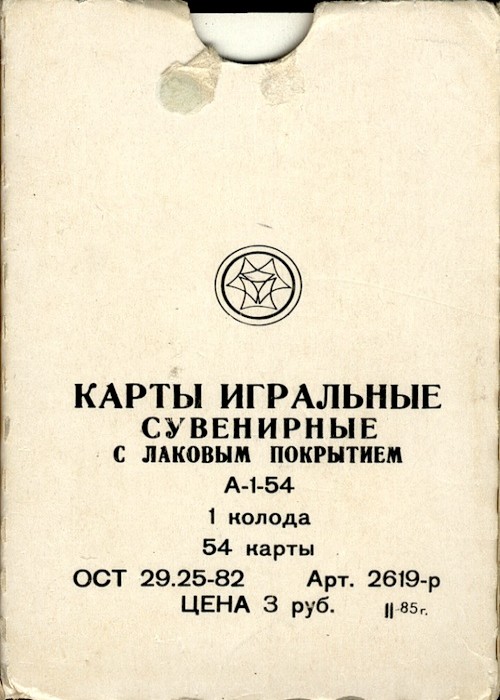 КАРТЫ ИГРАЛЬНЫЕ
СУВЕНИРНЫЕ
С ЛАКОВЫМ ПОКРЫТИЕМ
А-1-54
1 колода
54 карты
ОСТ 29.25-82 Арт. 2619-р
ЦЕНА 3 руб. II-85г.